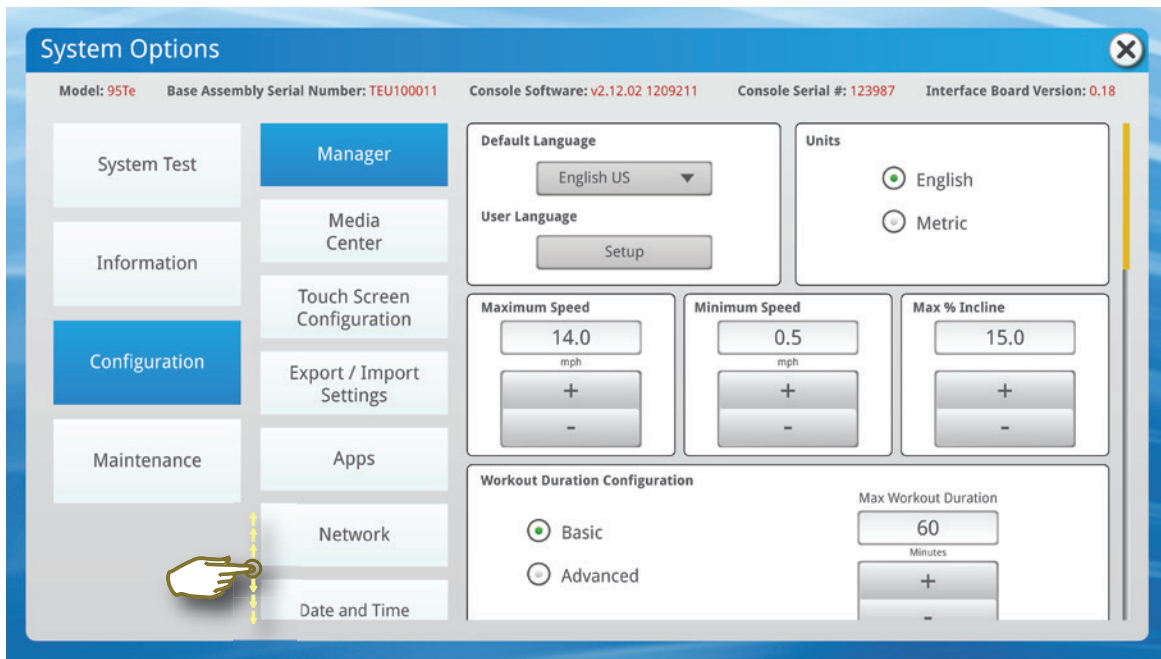 System Options
Model: 95Te Base Assembly Serial Number: TEU100011 Console Software: v2.12.02 1209211 Console Serial #: 123987 Interface Board Version: 0.18
System Test
Information
Configuration
Maintenance
Manager
Media
Center
Touch Screen
Configuration
Export / Import
Settings
Apps
Network
Date and Time
Default Language
English US
User Language
Setup
Units
English
Metric
Maximum Speed
14.0
mph
+
-
Minimum Speed
0.5
mph
+
-
Max % Incline
15.0
+
-
Workout Duration Configuration
Basic
Advanced
Max Workout Duration
60
Minutes
+
-